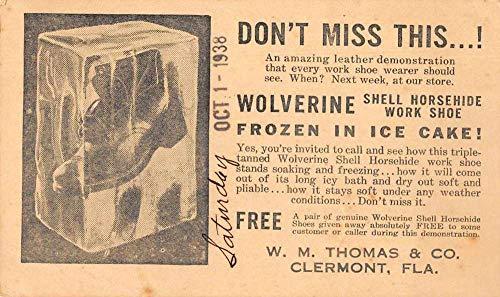 DON'T MISS THIS...!
An amazing leather demonstration
that every work shoe wearer should
see. When? Next week, at our store.
WOLVERINE SHELL HORSEHIDE
WORK SHOE
FROZEN IN ICE CAKE!
Yes, you're invited to call and see how this triple-
tanned Wolverine Shell Horsehide work shoe
stands soaking and freezing...how it will come
out of its long icy bath and dry out soft and
pliable...how it stays soft under any weather
conditions...Don't miss it.
FREE A pair of genuine Wolverine Shell Horsehide
Shoes given away absolutely FREE to some
customer or caller during this demonstration.
W. M. THOMAS & CO.
CLERMONT, FLA.
OCT 1 - 1938
Saturday